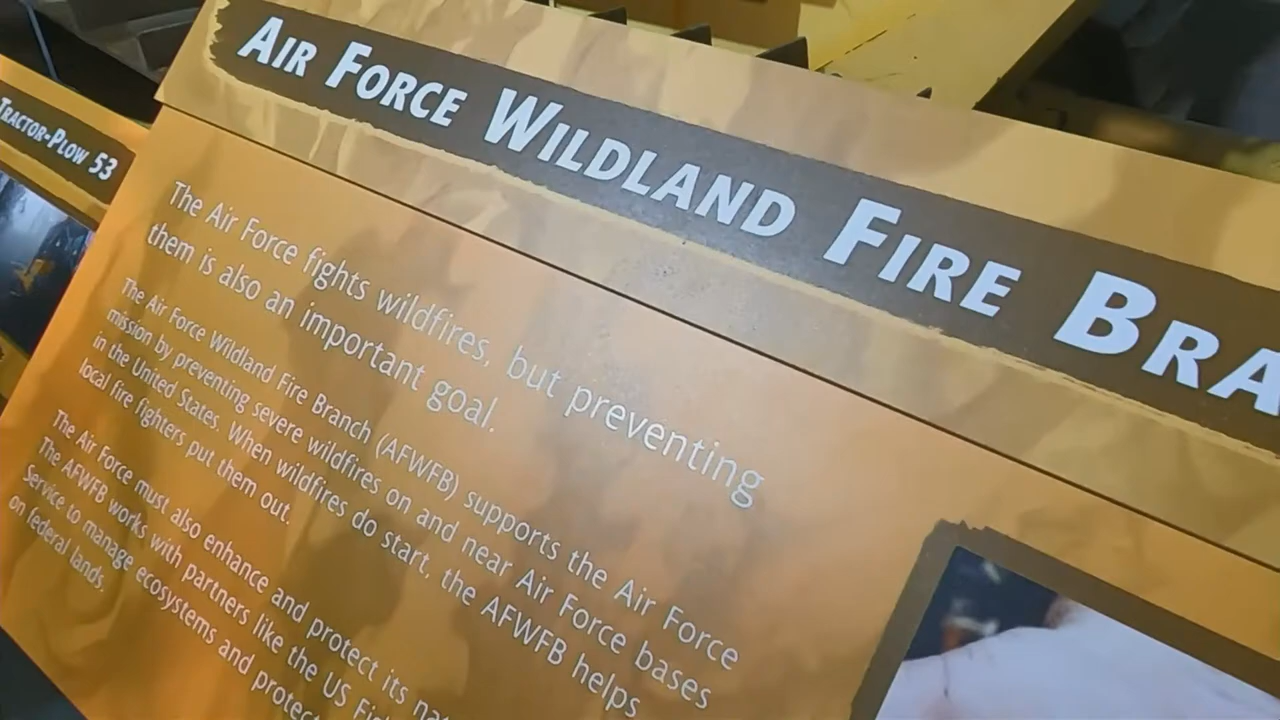 TRACTOR-PLOW 53
AIR FORCE WILDLAND FIRE BRA
The Air Force fights wildfires, but preventing
them is also an important goal.
The Air Force Widland Fire Branch (AFWFB) supports the Air Force
mission by preventing severe wildfires on and near Air Force bases
in the United States. When wildfires do start, the AFWFB helps
local fire fighters put them out.
The Air Force must also enhance and protect its nat
The AFWFB works with partners like the US Fis
Service to manage ecosystems and protect
on federal lands.